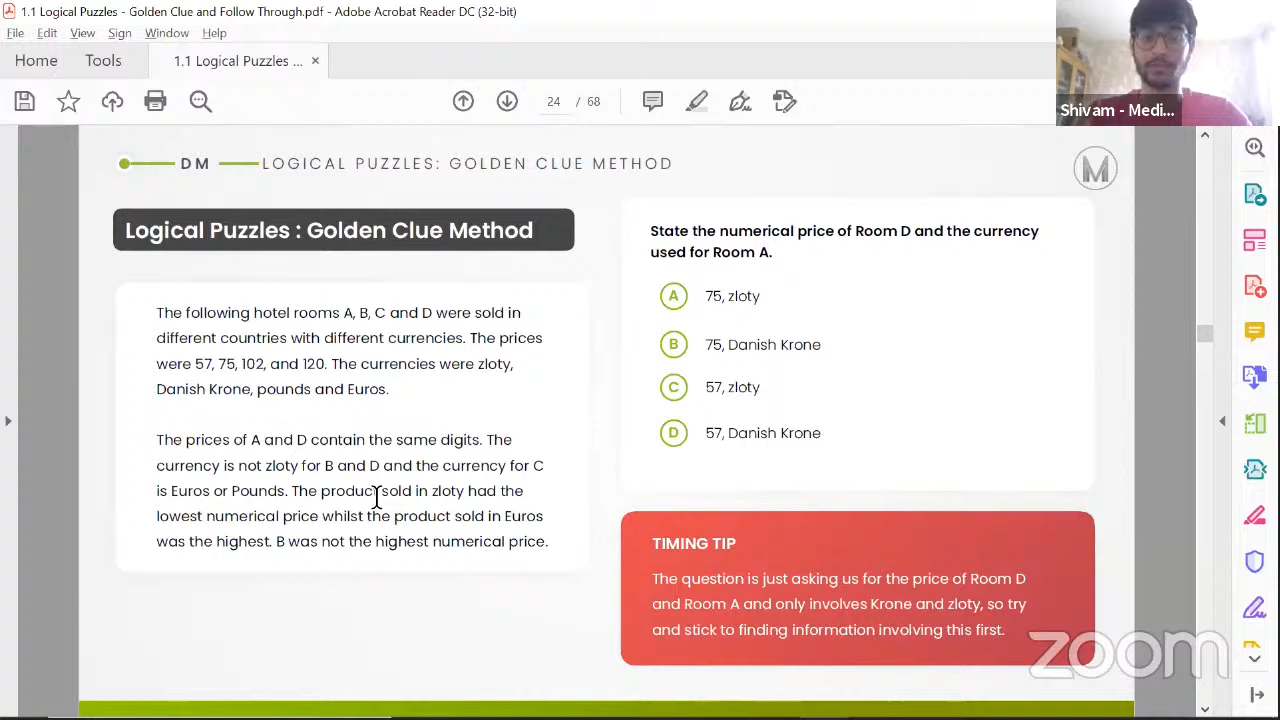 1.1 Logical Puzzles - Golden Clue and Follow Through.pdf - Adobe Acrobat Reader DC (32-bit)
File Edit View Sign Window Help
Home Tools 1.1 Logical Puzzles ... ×
24 / 68
Shivam - Medi...
DM LOGICAL PUZZLES: GOLDEN CLUE METHOD
M
Logical Puzzles : Golden Clue Method
The following hotel rooms A, B, C and D were sold in
different countries with different currencies. The prices
were 57, 75, 102, and 120. The currencies were zloty,
Danish Krone, pounds and Euros.
The prices of A and D contain the same digits. The
currency is not zloty for B and D and the currency for C
is Euros or Pounds. The product sold in zloty had the
lowest numerical price whilst the product sold in Euros
was the highest. B was not the highest numerical price.
State the numerical price of Room D and the currency
used for Room A.
A 75, zloty
B 75, Danish Krone
C 57, zloty
D 57, Danish Krone
TIMING TIP
The question is just asking us for the price of Room D
and Room A and only involves Krone and zloty, so try
and stick to finding information involving this first.
zoom